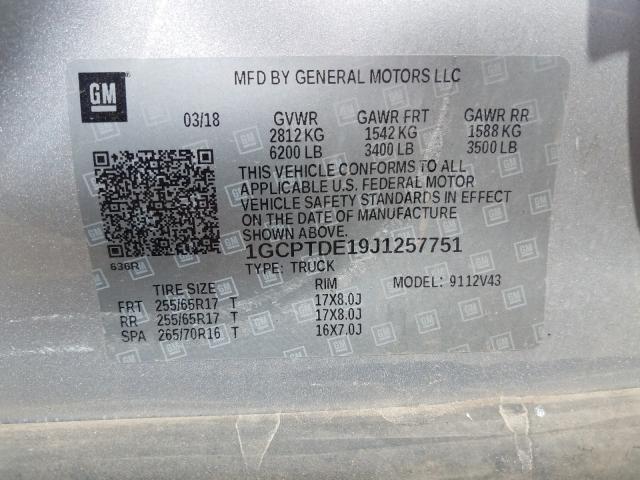 GM
MFD BY GENERAL MOTORS LLC
03/18 GVWR GAWR FRT GAWR RR
2812 KG 1542 KG 1588 KG
6200 LB 3400 LB 3500 LB
THIS VEHICLE CONFORMS TO ALL
APPLICABLE U.S. FEDERAL MOTOR
VEHICLE SAFETY STANDARDS IN EFFECT
ON THE DATE OF MANUFACTURE
SHOWN ABOVE.
636R 1GCPTDE19J1257751
TYPE: TRUCK
TIRE SIZE RIM MODEL: 9112V43
FRT 255/65R17 T 17X8.0J
RR 255/65R17 T 17X8.0J
SPA 265/70R16 T 16X7.0J